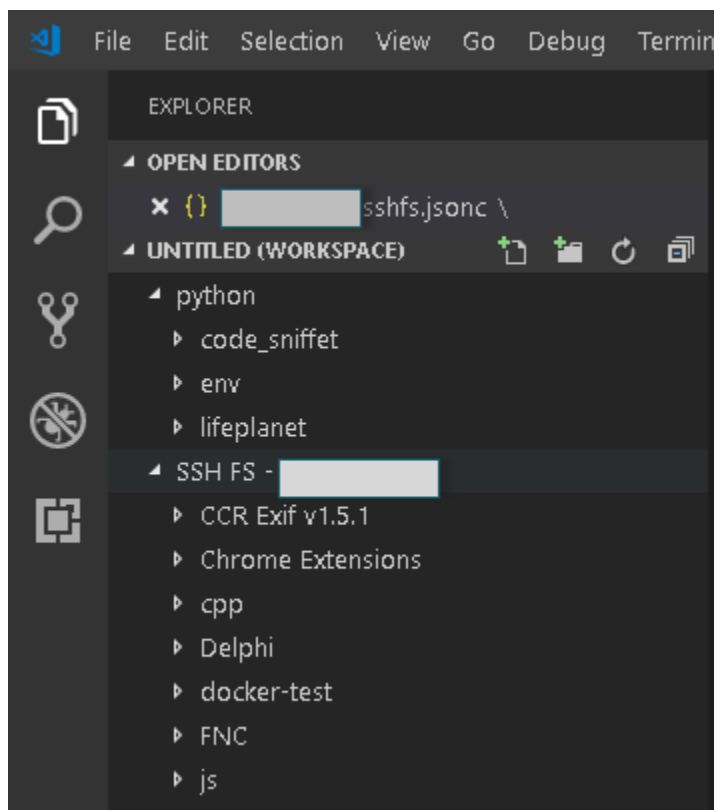 File Edit Selection View Go Debug Termin
EXPLORER
OPEN EDITORS
{} sshfs.jsonc \
UNTITLED (WORKSPACE)
python
code_sniffet
env
lifeplanet
SSH FS -
CCR Exif v1.5.1
Chrome Extensions
cpp
Delphi
docker-test
FNC
js